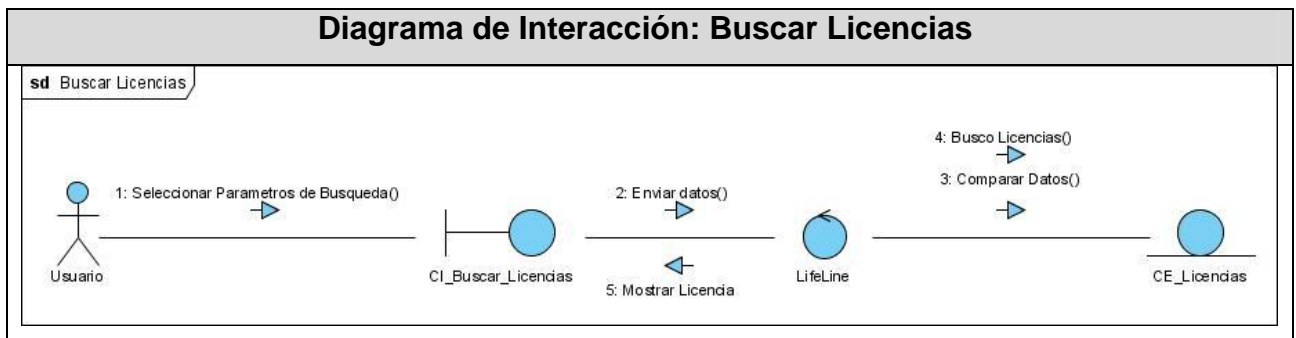 Diagrama de Interacción: Buscar Licencias
sd Buscar Licencias
4: Busco Licencias()
1: Seleccionar Parametros de Busqueda()
2: Enviar datos()
3: Comparar Datos()
Usuario
CI_Buscar_Licencias
5: Mostrar Licencia
LifeLine
CE_Licencias